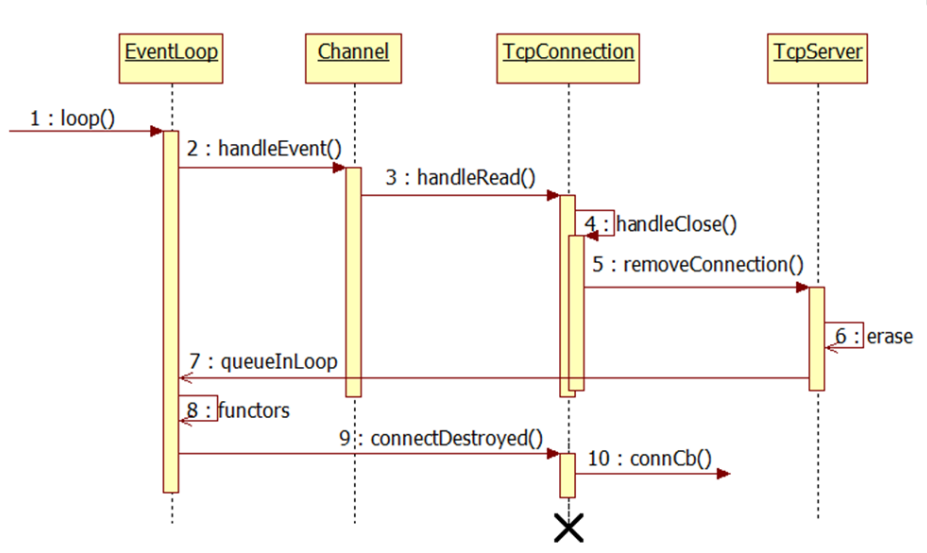 EventLoop
Channel
TcpConnection
TcpServer
1 : loop()
2 : handleEvent()
3 : handleRead()
4 : handleClose()
5 : removeConnection()
6 : erase
7 : queueInLoop
8 : functors
9 : connectDestroyed()
10 : connCb()